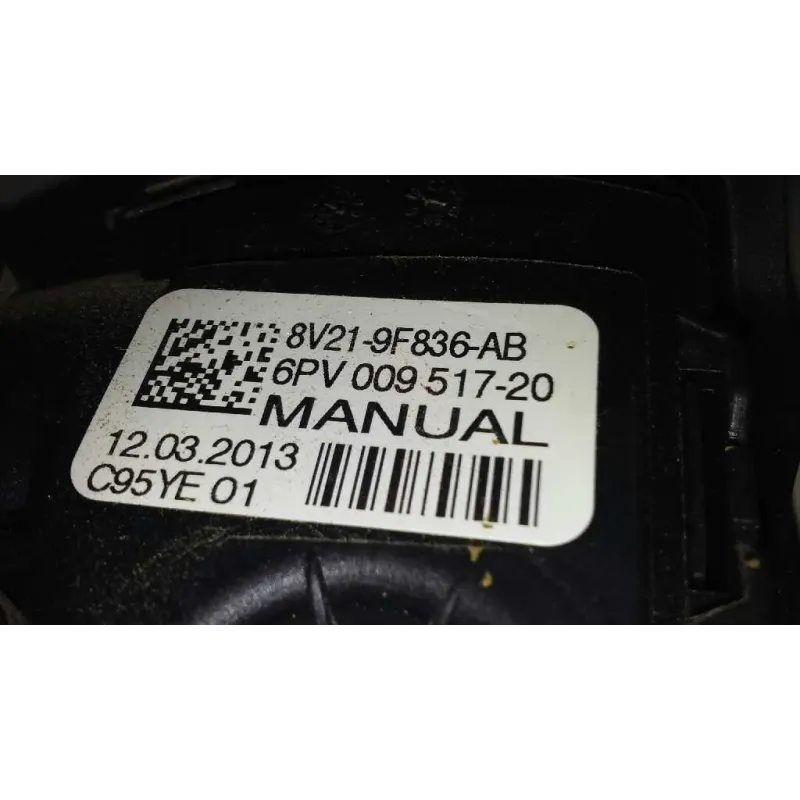 8V21-9F836-AB
6PV 009 517-20
MANUAL
12.03.2013
C95YE 01